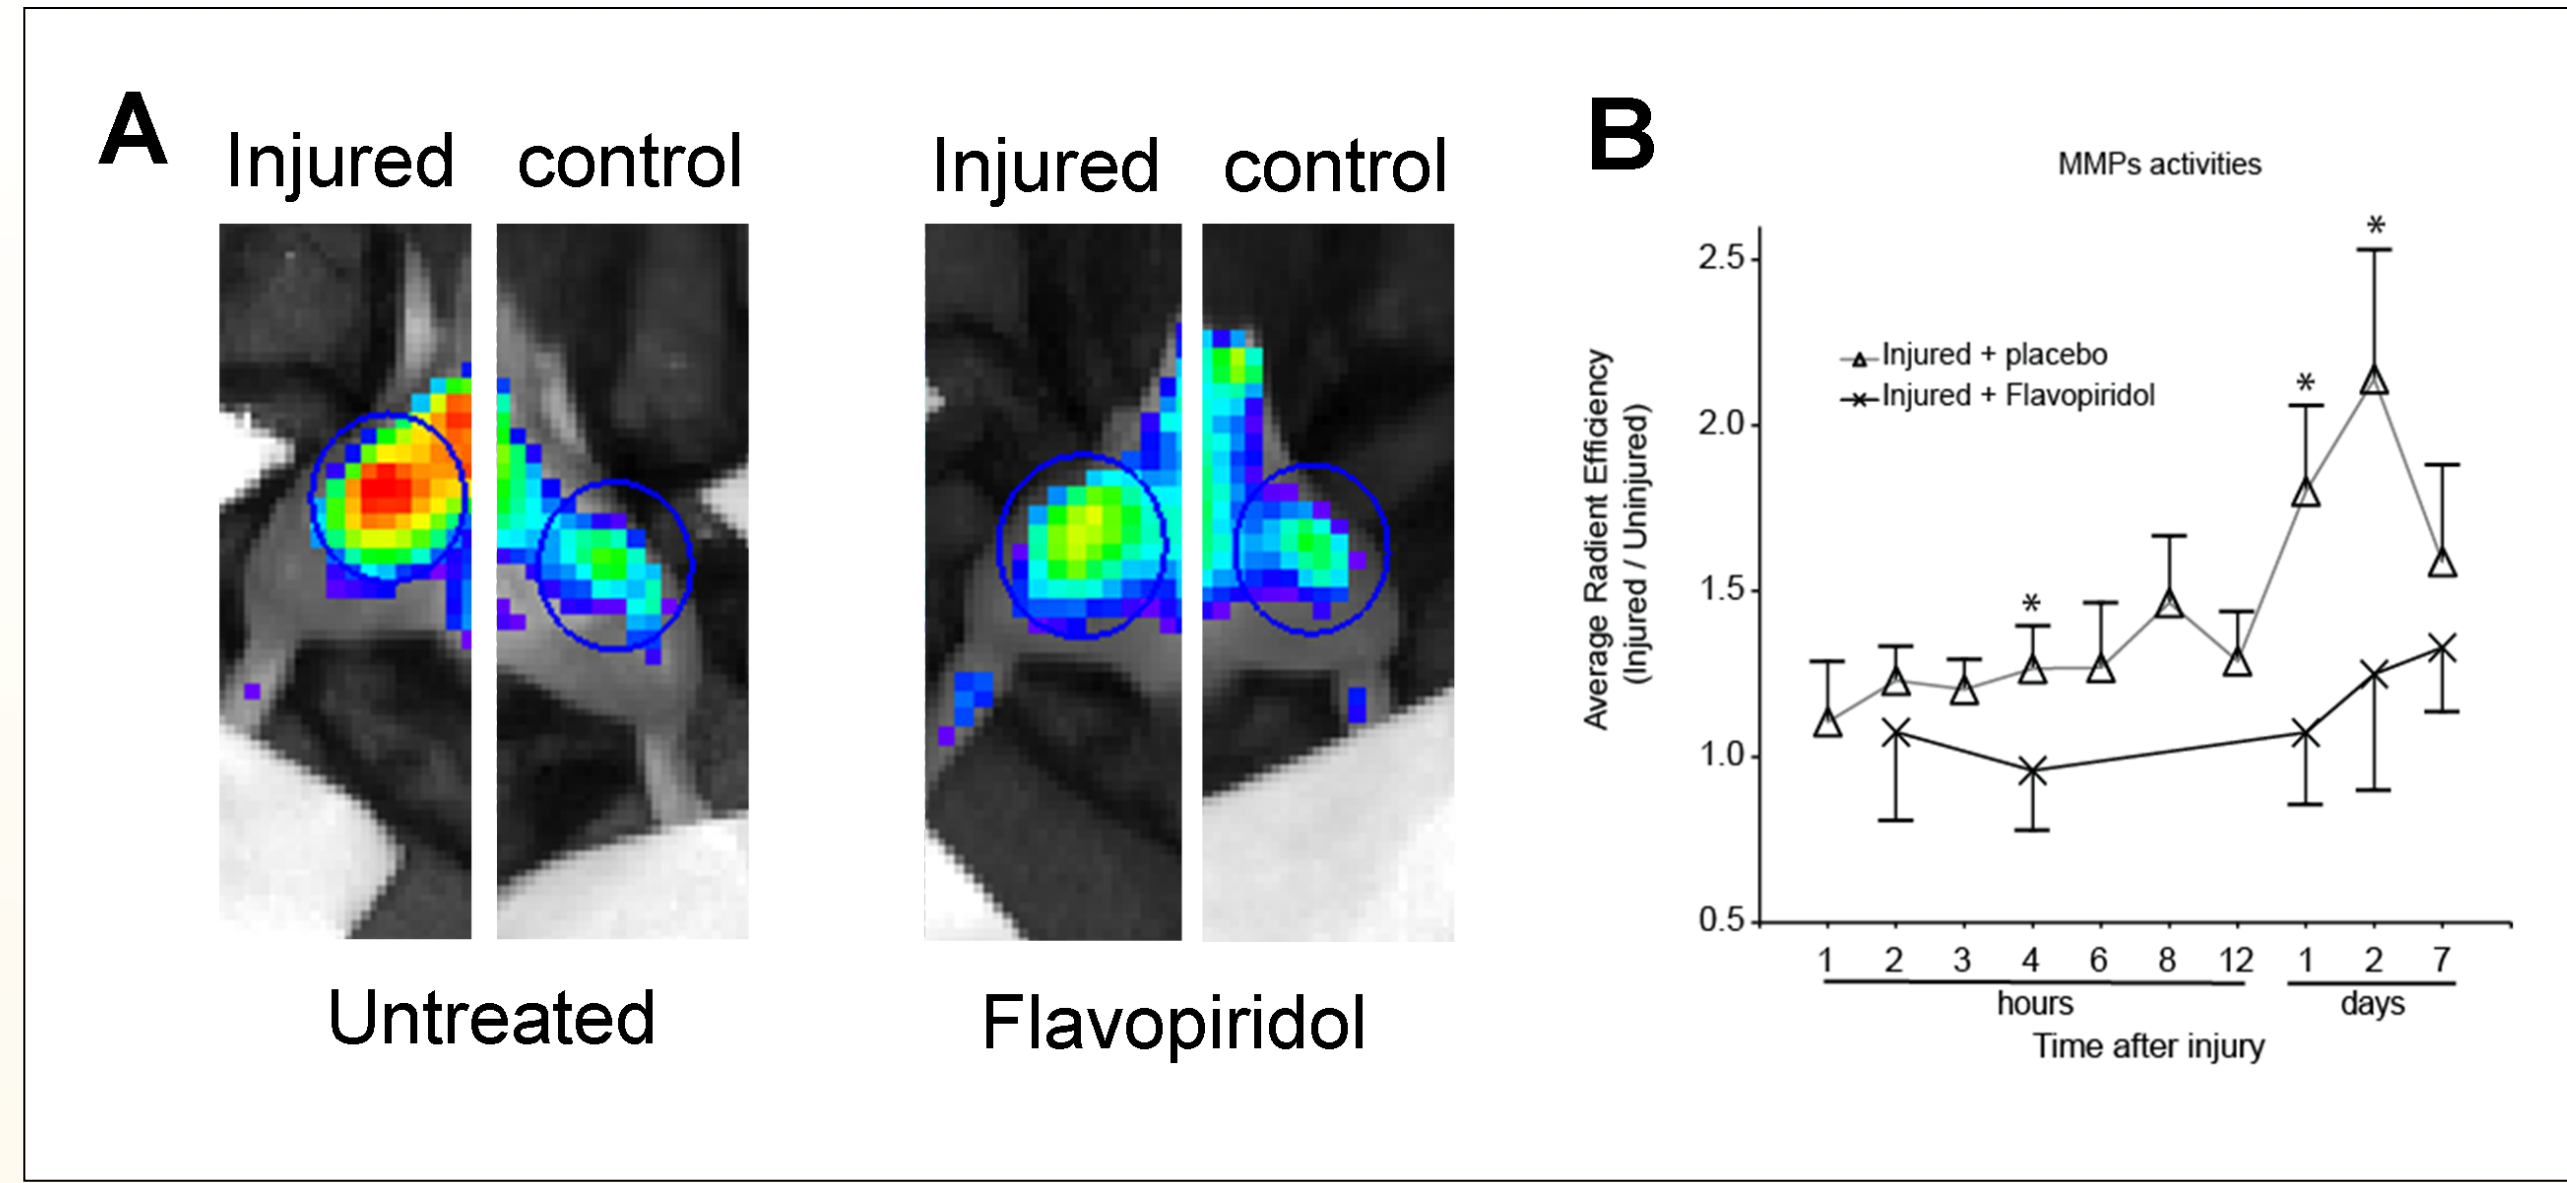 A
Injured control
Injured control
Untreated
Flavopiridol
B
MMPs activities
Average Radient Efficiency
(Injured / Uninjured)
2.5
2.0
1.5
1.0
0.5
Injured + placebo
Injured + Flavopiridol
*
*
*
1 2 3 4 6 8 12 1 2 7
hours days
Time after injury